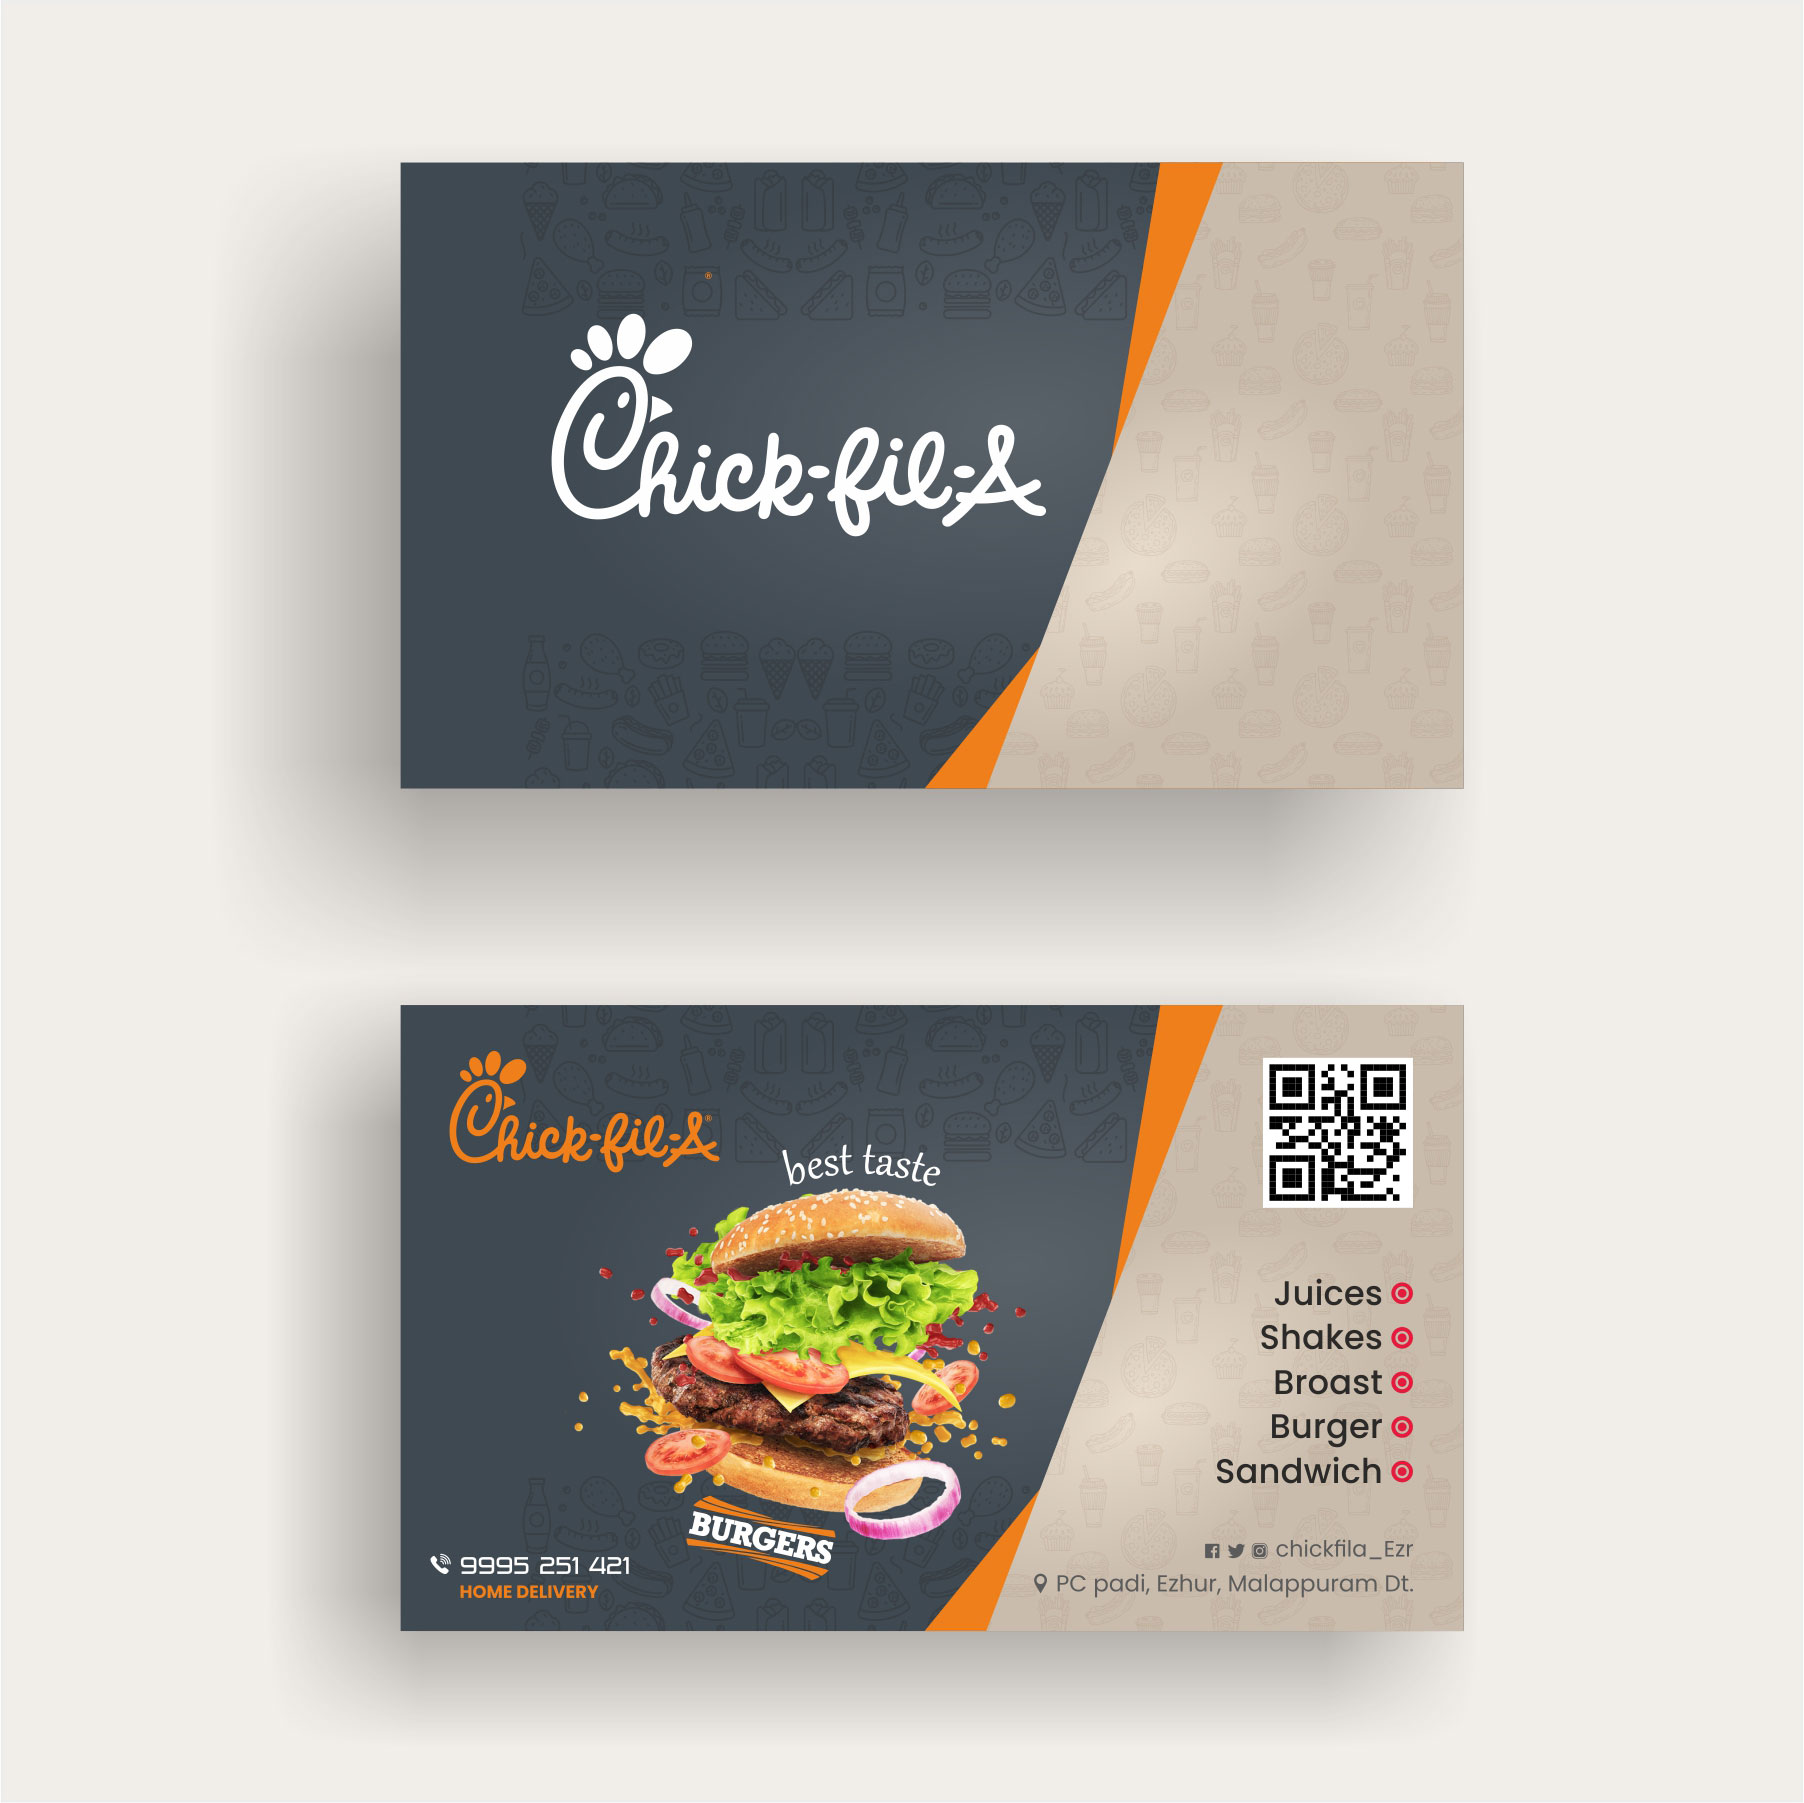 ®
Chick-fil-A
Chick-fil-A®
best taste
BURGERS
9995 251 421
HOME DELIVERY
Juices
Shakes
Broast
Burger
Sandwich
chickfila_Ezr
PC padi, Ezhur, Malappuram Dt.